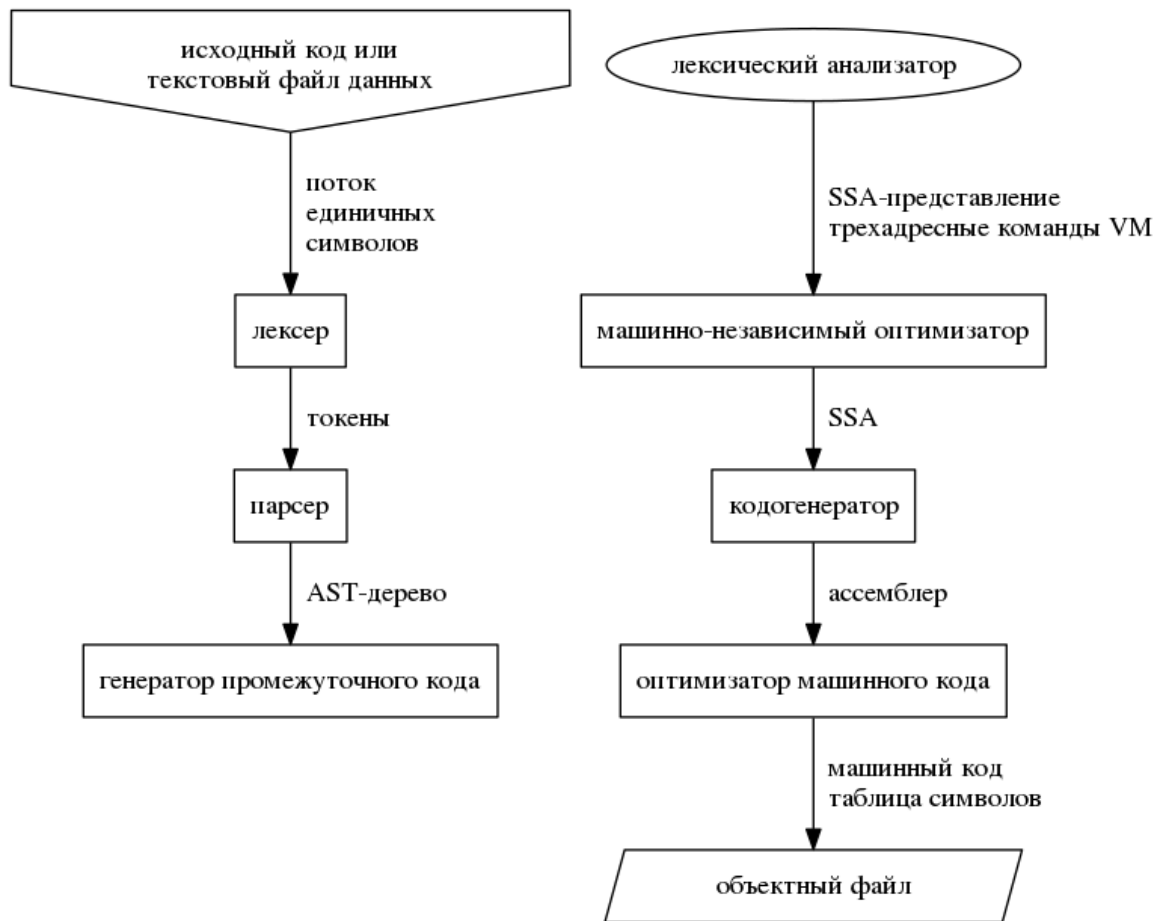 исходный код или
текстовый файл данных
поток
единичных
символов
лексер
токены
парсер
AST-дерево
генератор промежуточного кода
лексический анализатор
SSA-представление
трехадресные команды VM
машинно-независимый оптимизатор
SSA
кодогенератор
ассемблер
оптимизатор машинного кода
машинный код
таблица символов
объектный файл